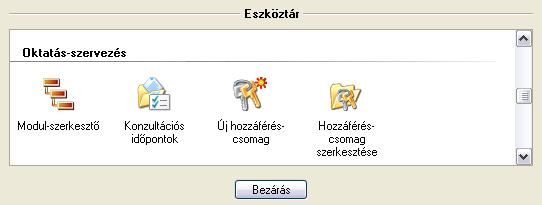 Eszköztár
Oktatás-szervezés
Modul-szerkesztő
Konzultációs
időpontok
Új hozzáférés-
csomag
Hozzáférés-
csomag
szerkesztése
Bezárás